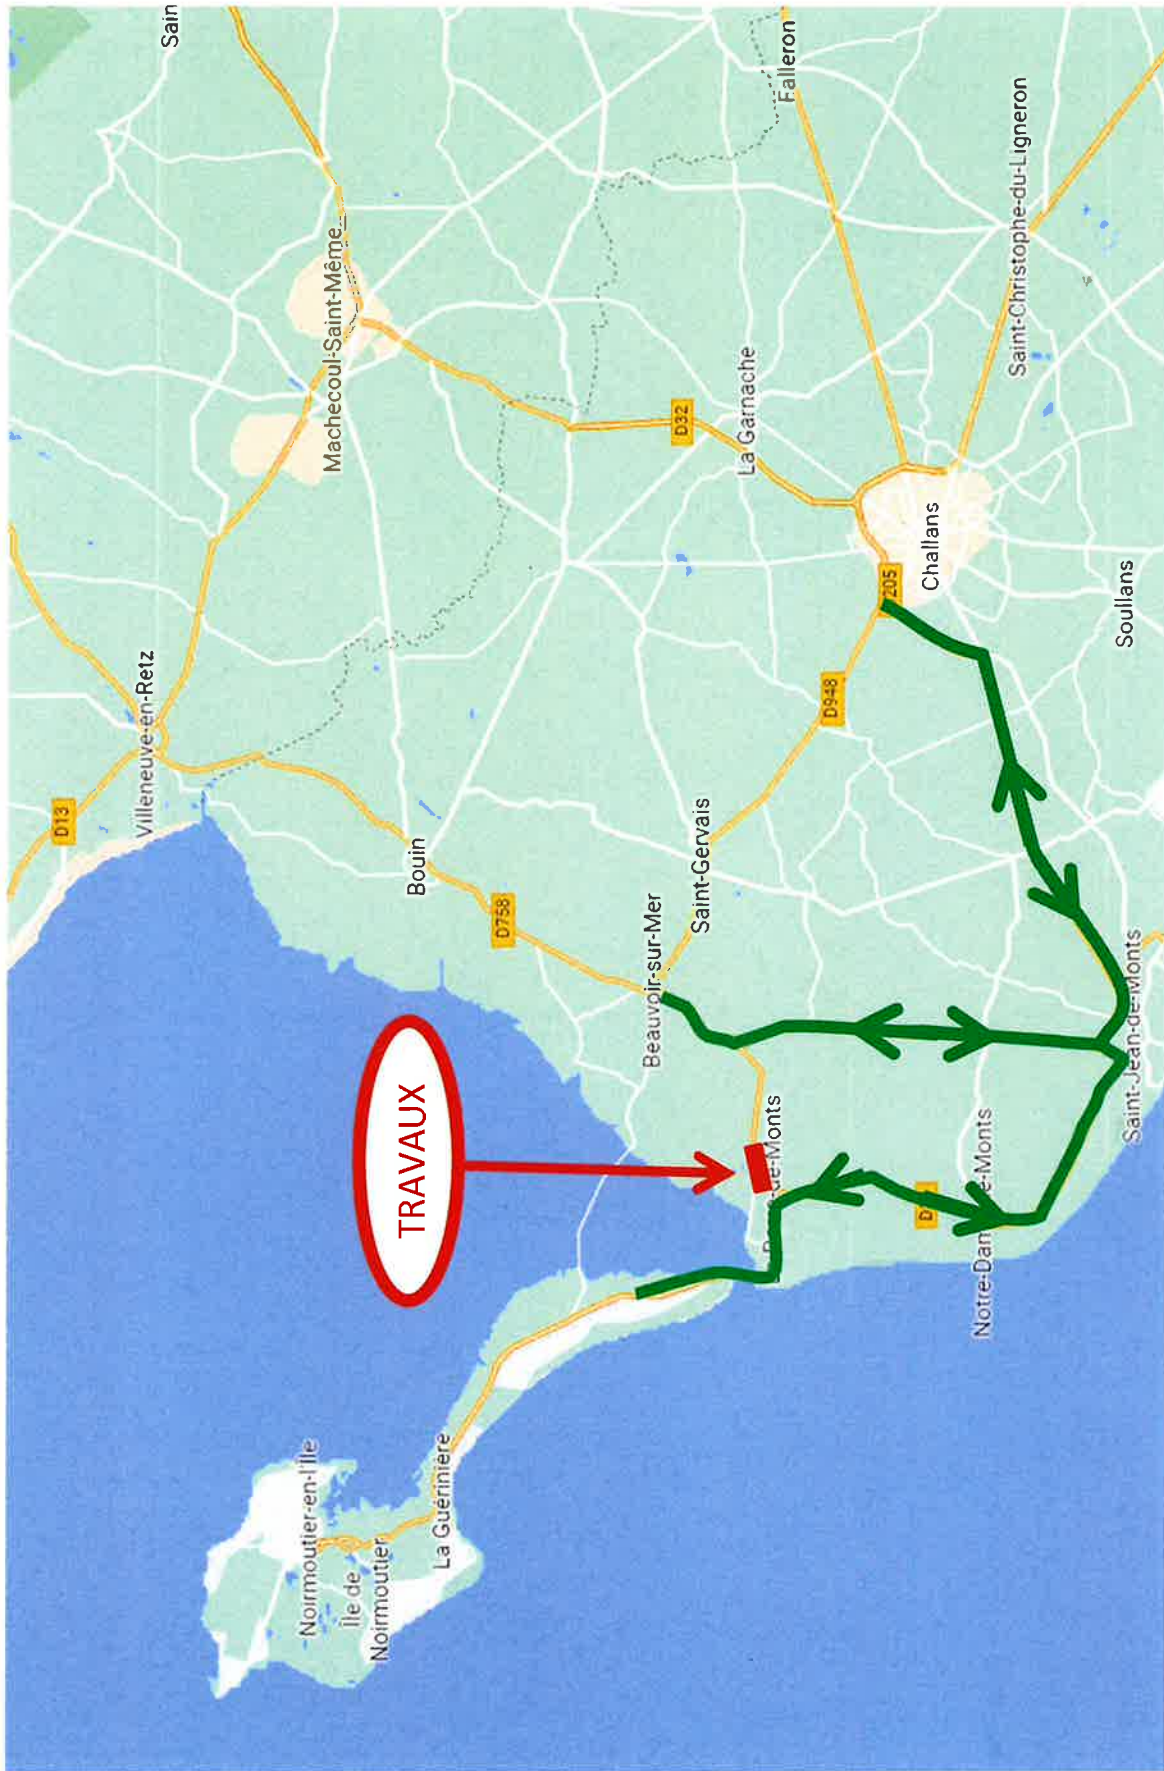 D13
Villeneuve-en-Retz
Sain
Noirmoutier-en-l'Île
Machecoul-Saint-Même
Île de
Noirmoutier
TRAVAUX
Bouin
La Guérinière
D758
Beauvoir-sur-Mer
D32
Saint-Gervais
La Garnache
-de-Monts
Falleron
D948
205
Challans
Notre-Dam e-Monts
Saint-Christophe-du-Ligneron
Soullans
Saint-Jean-de-Monts